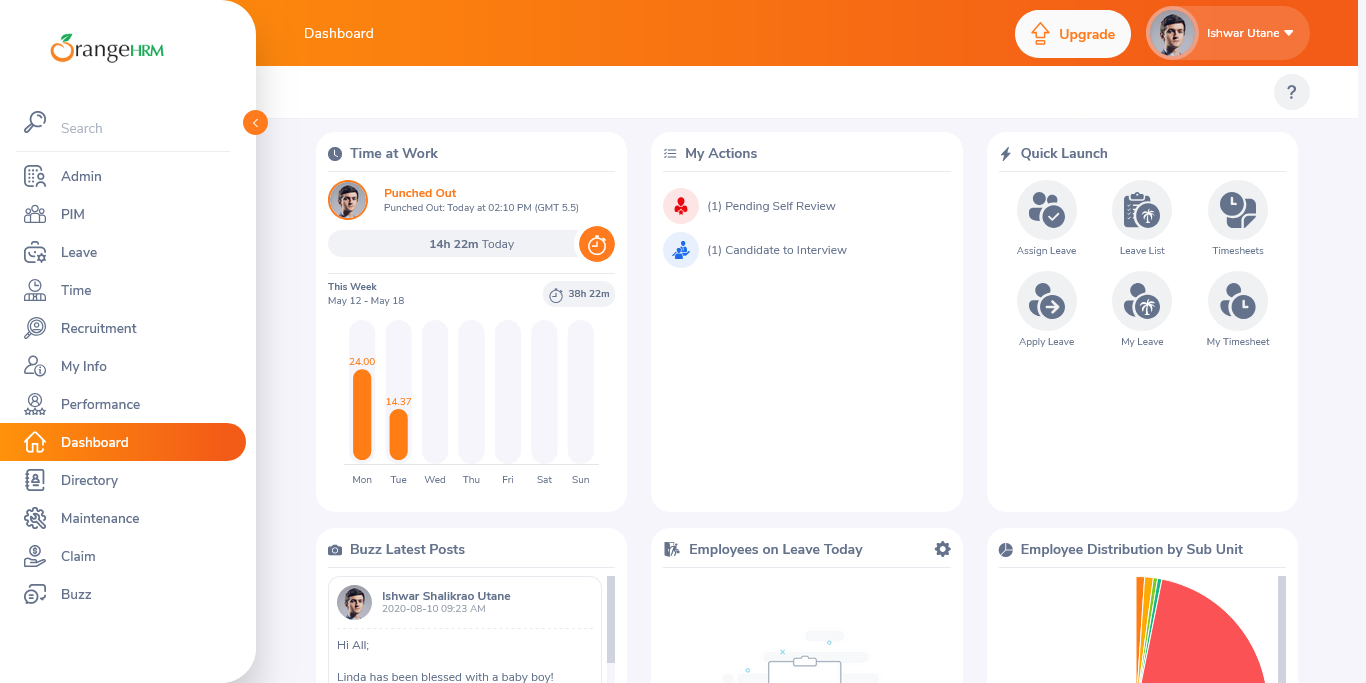 OrangeHRM
Search
Admin
PIM
Leave
Time
Recruitment
My Info
Performance
Dashboard
Directory
Maintenance
Claim
Buzz
Dashboard
Upgrade
Ishwar Utane
?
Time at Work
Punched Out
Punched Out: Today at 02:10 PM (GMT 5.5)
14h 22m Today
This Week
May 12 - May 18
38h 22m
24.00
14.37
Mon Tue Wed Thu Fri Sat Sun
My Actions
(1) Pending Self Review
(1) Candidate to Interview
Quick Launch
Assign Leave Leave List Timesheets
Apply Leave My Leave My Timesheet
Buzz Latest Posts
Ishwar Shalikrao Utane
2020-08-10 09:23 AM
Hi All;
Linda has been blessed with a baby boy!
Employees on Leave Today
Employee Distribution by Sub Unit